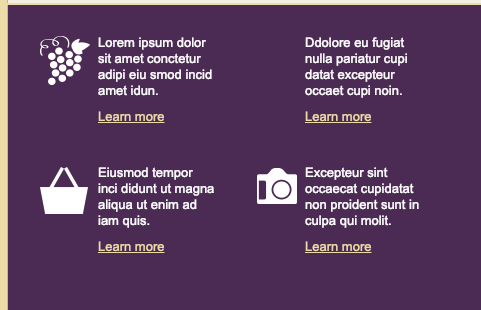 Lorem ipsum dolor
sit amet conctetur
adipi eiu smod incid
amet idun.
Learn more
Ddolore eu fugiat
nulla pariatur cupi
datat excepteur
occaet cupi noin.
Learn more
Eiusmod tempor
inci didunt ut magna
aliqua ut enim ad
iam quis.
Learn more
Excepteur sint
occaecat cupidatat
non proident sunt in
culpa qui molit.
Learn more